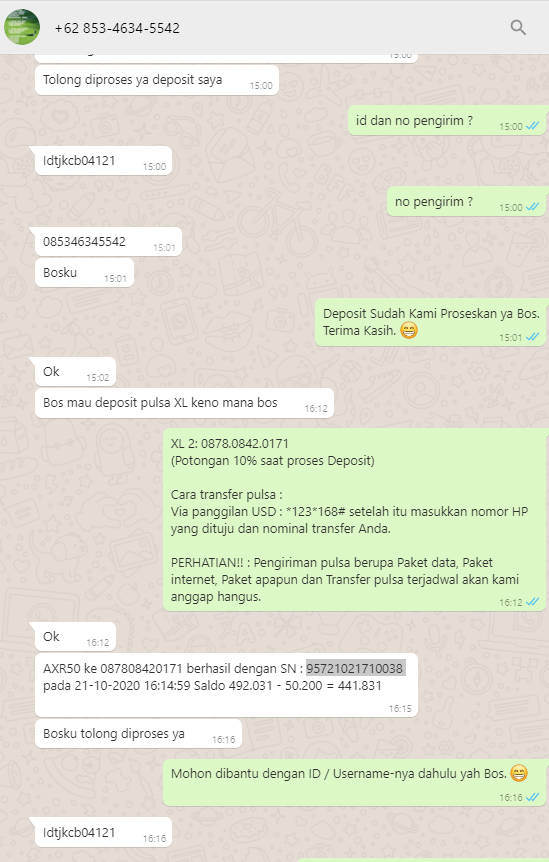 +62 853-4634-5542
15:00
Tolong diproses ya deposit saya
15:00
id dan no pengirim ?
15:00
Idtjkcb04121
15:00
no pengirim ?
15:00
085346345542
15:01
Bosku
15:01
Deposit Sudah Kami Proseskan ya Bos.
Terima Kasih. 😁
15:01
Ok
15:02
Bos mau deposit pulsa XL keno mana bos
16:12
XL 2: 0878.0842.0171
(Potongan 10% saat proses Deposit)
Cara transfer pulsa :
Via panggilan USD : *123*168# setelah itu masukkan nomor HP
yang dituju dan nominal transfer Anda.
PERHATIAN!! : Pengiriman pulsa berupa Paket data, Paket
internet, Paket apapun dan Transfer pulsa terjadwal akan kami
anggap hangus.
16:12
Ok
16:12
AXR50 ke 087808420171 berhasil dengan SN : 95721021710038
pada 21-10-2020 16:14:59 Saldo 492.031 - 50.200 = 441.831
16:15
Bosku tolong diproses ya
16:16
Mohon dibantu dengan ID / Username-nya dahulu yah Bos. 😁
16:16
Idtjkcb04121
16:16